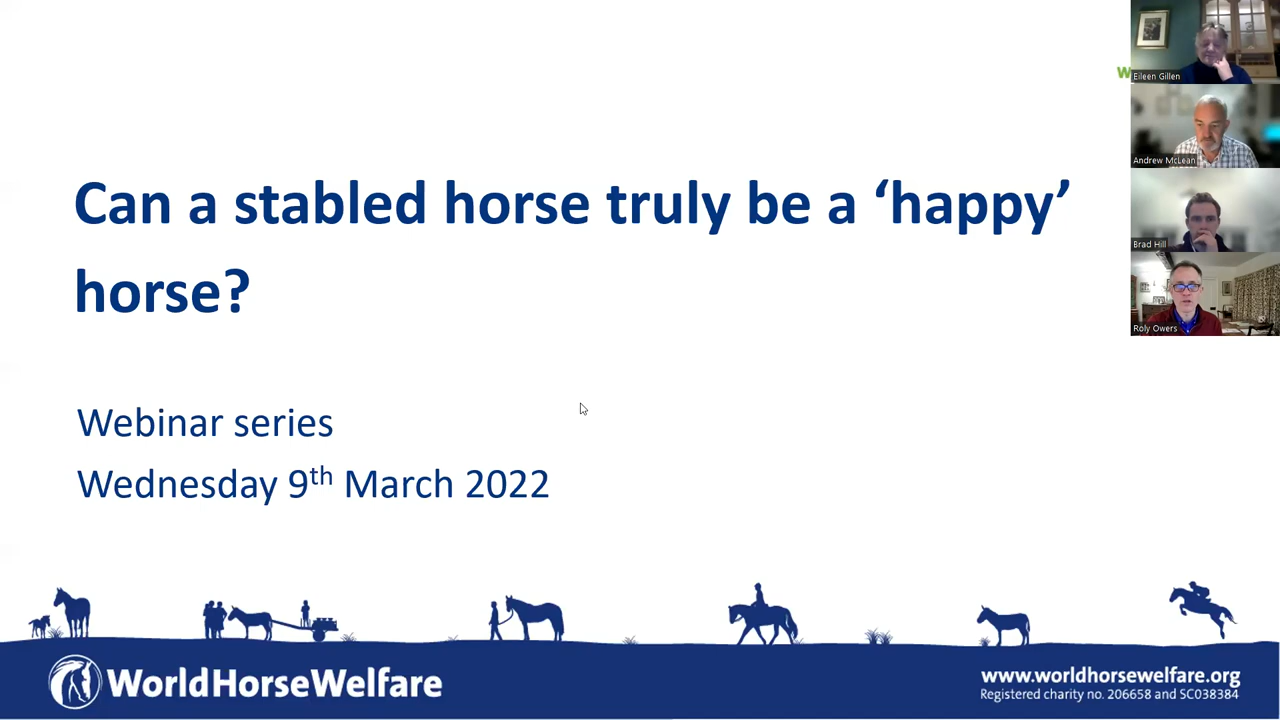 Can a stabled horse truly be a ‘happy’
horse?
Webinar series
Wednesday 9th March 2022
W
Eileen Gillen
Andrew McLean
Brad Hill
Roly Owers
WorldHorseWelfare
www.worldhorsewelfare.org
Registered charity no. 206658 and SC038384